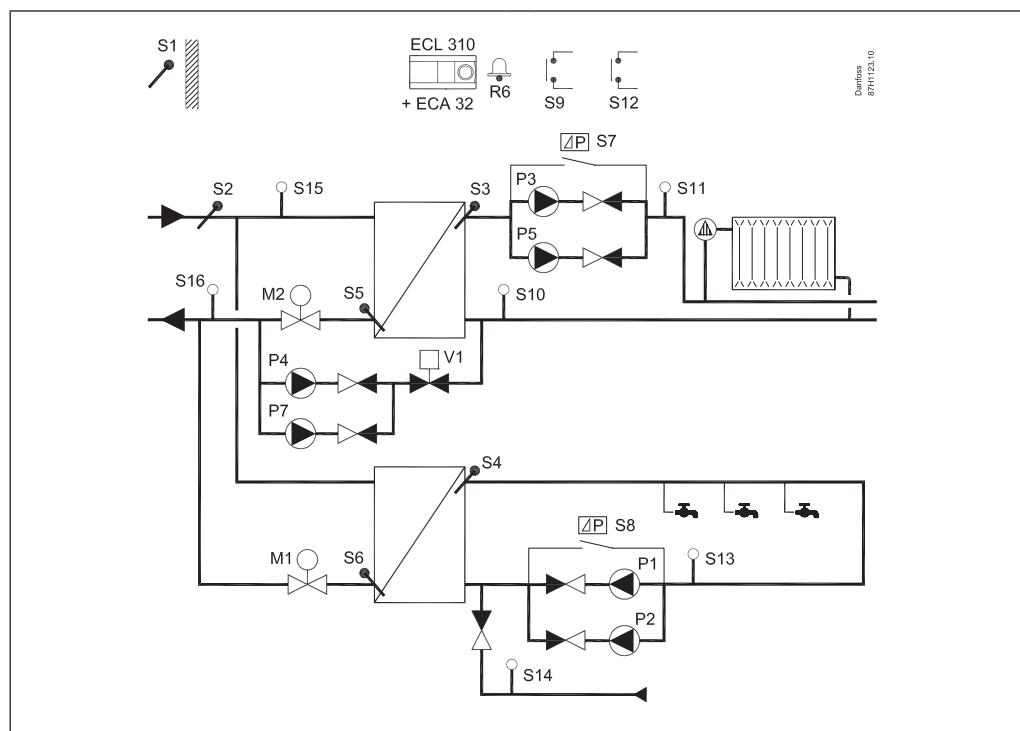 S1
ECL 310
+ ECA 32
R6
S9
S12
Danfoss
87H1123.10
⊿P S7
S2
S15
S3
P3
S11
P5
S16
M2
S5
S10
P4
V1
P7
S4
⊿P S8
M1
S6
P1
S13
P2
S14